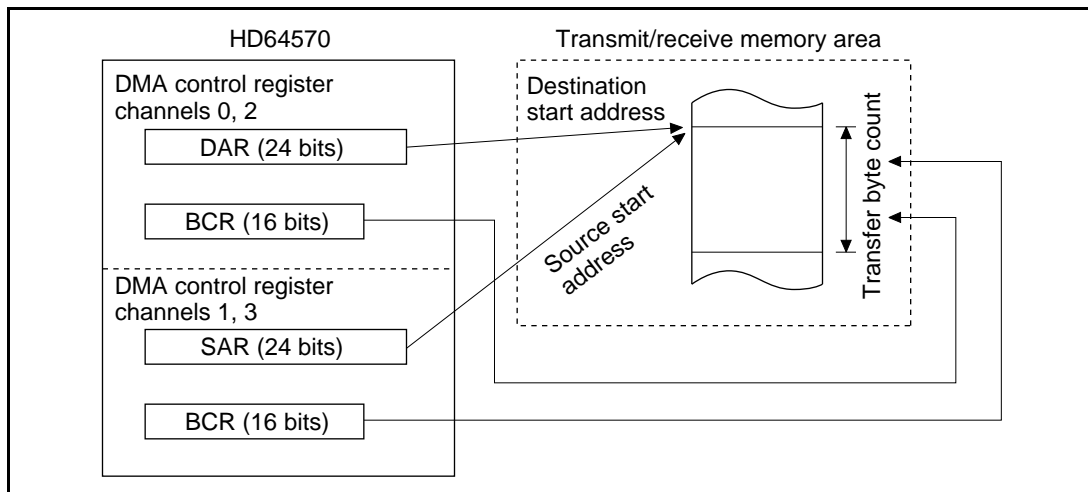 HD64570
DMA control register
channels 0, 2
DAR (24 bits)
BCR (16 bits)
DMA control register
channels 1, 3
SAR (24 bits)
BCR (16 bits)
Transmit/receive memory area
Destination
start address
Source start
address
Transfer byte count